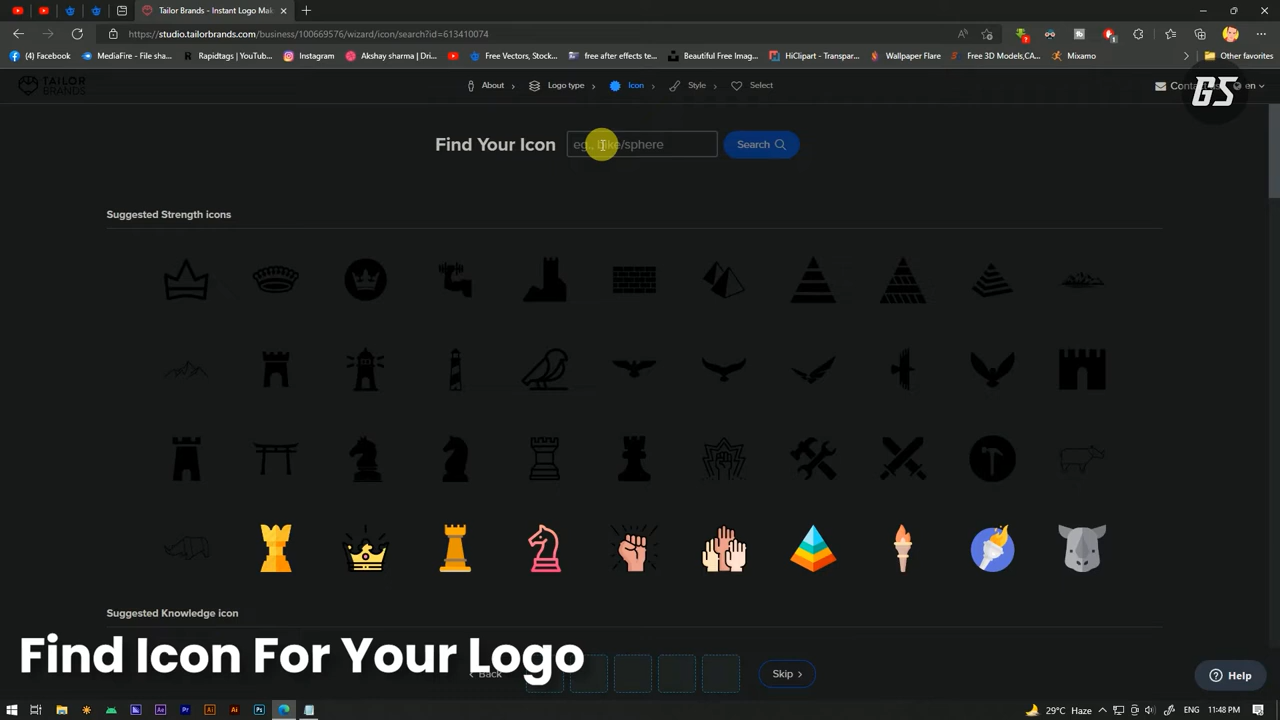 Tailor Brands - Instant Logo Mak
https://studio.tailorbrands.com/business/100669576/wizard/icon/search?id=613410074
(4) Facebook
MediaFire - File sha...
Rapidtags | YouTub...
Instagram
Akshay sharma | Dri...
Free Vectors, Stock...
free after effects te...
Beautiful Free Imag...
HiClipart - Transpar...
Wallpaper Flare
Free 3D Models,CA...
Mixamo
Other favorites
TAILOR BRANDS
About
Logo type
Icon
Style
Select
en
GS
Find Your Icon
Search
Suggested Strength icons
Suggested Knowledge icon
Find Icon For Your Logo
Back
Skip
Help
29°C Haze
ENG
11:48 PM